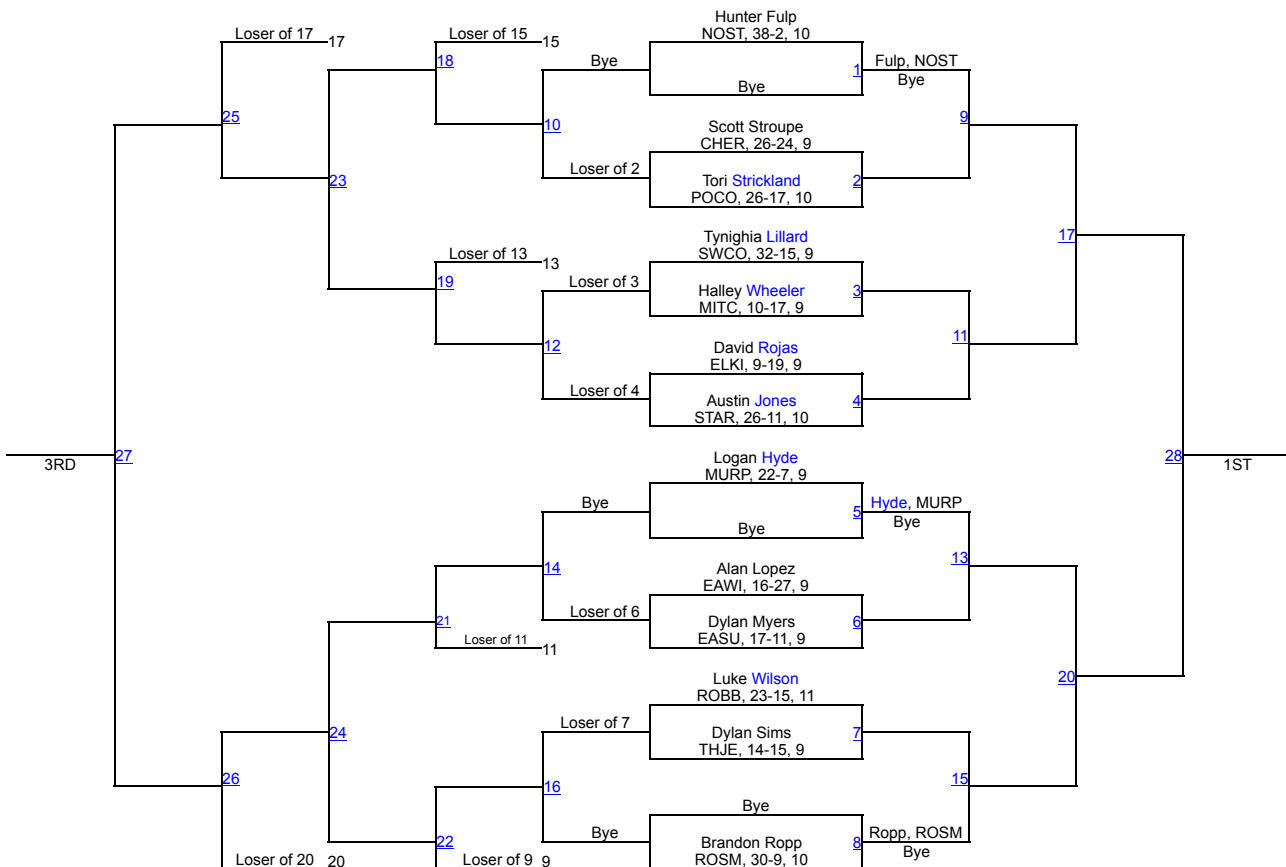 Hunter Fulp
Loser of 17 17
Loser of 15 15
NOST, 38-2, 10
18
Bye
1
Fulp, NOST
Bye
Bye
25
10
9
Scott Stroupe
CHER, 26-24, 9
Loser of 2
23
Tori Strickland
2
POCO, 26-17, 10
Tynighia Lillard
17
SWCO, 32-15, 9
Loser of 13 13
19
Loser of 3
Halley Wheeler
3
MITC, 10-17, 9
11
12
David Rojas
ELKI, 9-19, 9
Loser of 4
Austin Jones
4
STAR, 26-11, 10
3RD
27
Logan Hyde
28
1ST
MURP, 22-7, 9
Bye
5
Hyde, MURP
Bye
Bye
13
14
Alan Lopez
EAWI, 16-27, 9
Loser of 6
21
Dylan Myers
6
EASU, 17-11, 9
Loser of 11 11
Luke Wilson
20
ROBB, 23-15, 11
Loser of 7
24
Dylan Sims
7
THJE, 14-15, 9
26
16
15
Bye
Bye
22
Brandon Ropp
8
Ropp, ROSM
Bye
Loser of 20 20
Loser of 9 9
ROSM, 30-9, 10